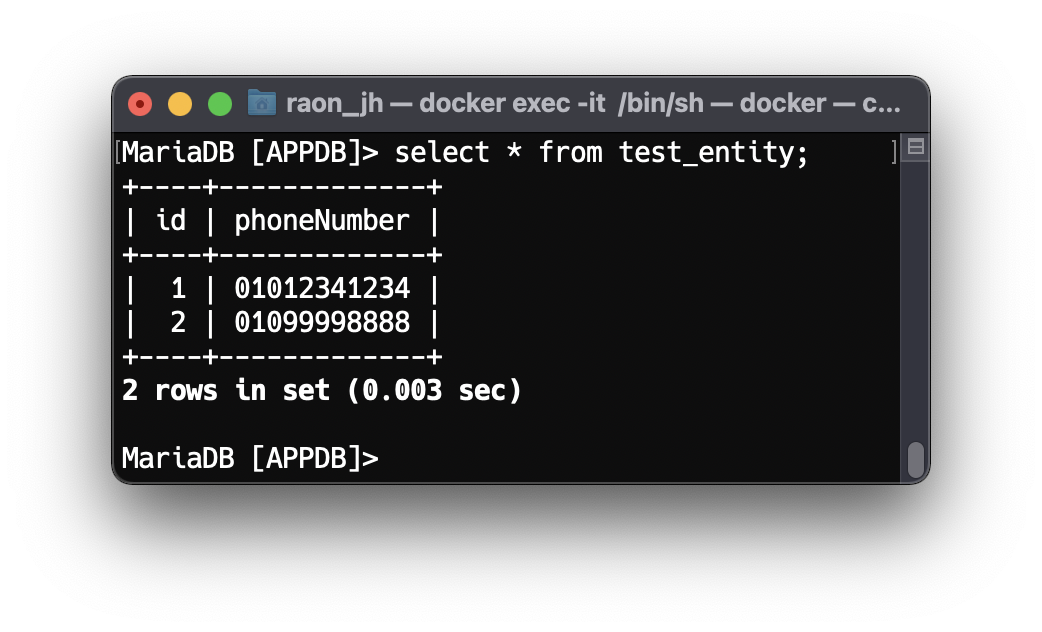 raon_jh — docker exec -it  /bin/sh — docker — c...
[MariaDB [APPDB]> select * from test_entity; ]
+----+-------------+
| id | phoneNumber |
+----+-------------+
|  1 | 01012341234 |
|  2 | 01099998888 |
+----+-------------+
2 rows in set (0.003 sec)
MariaDB [APPDB]>